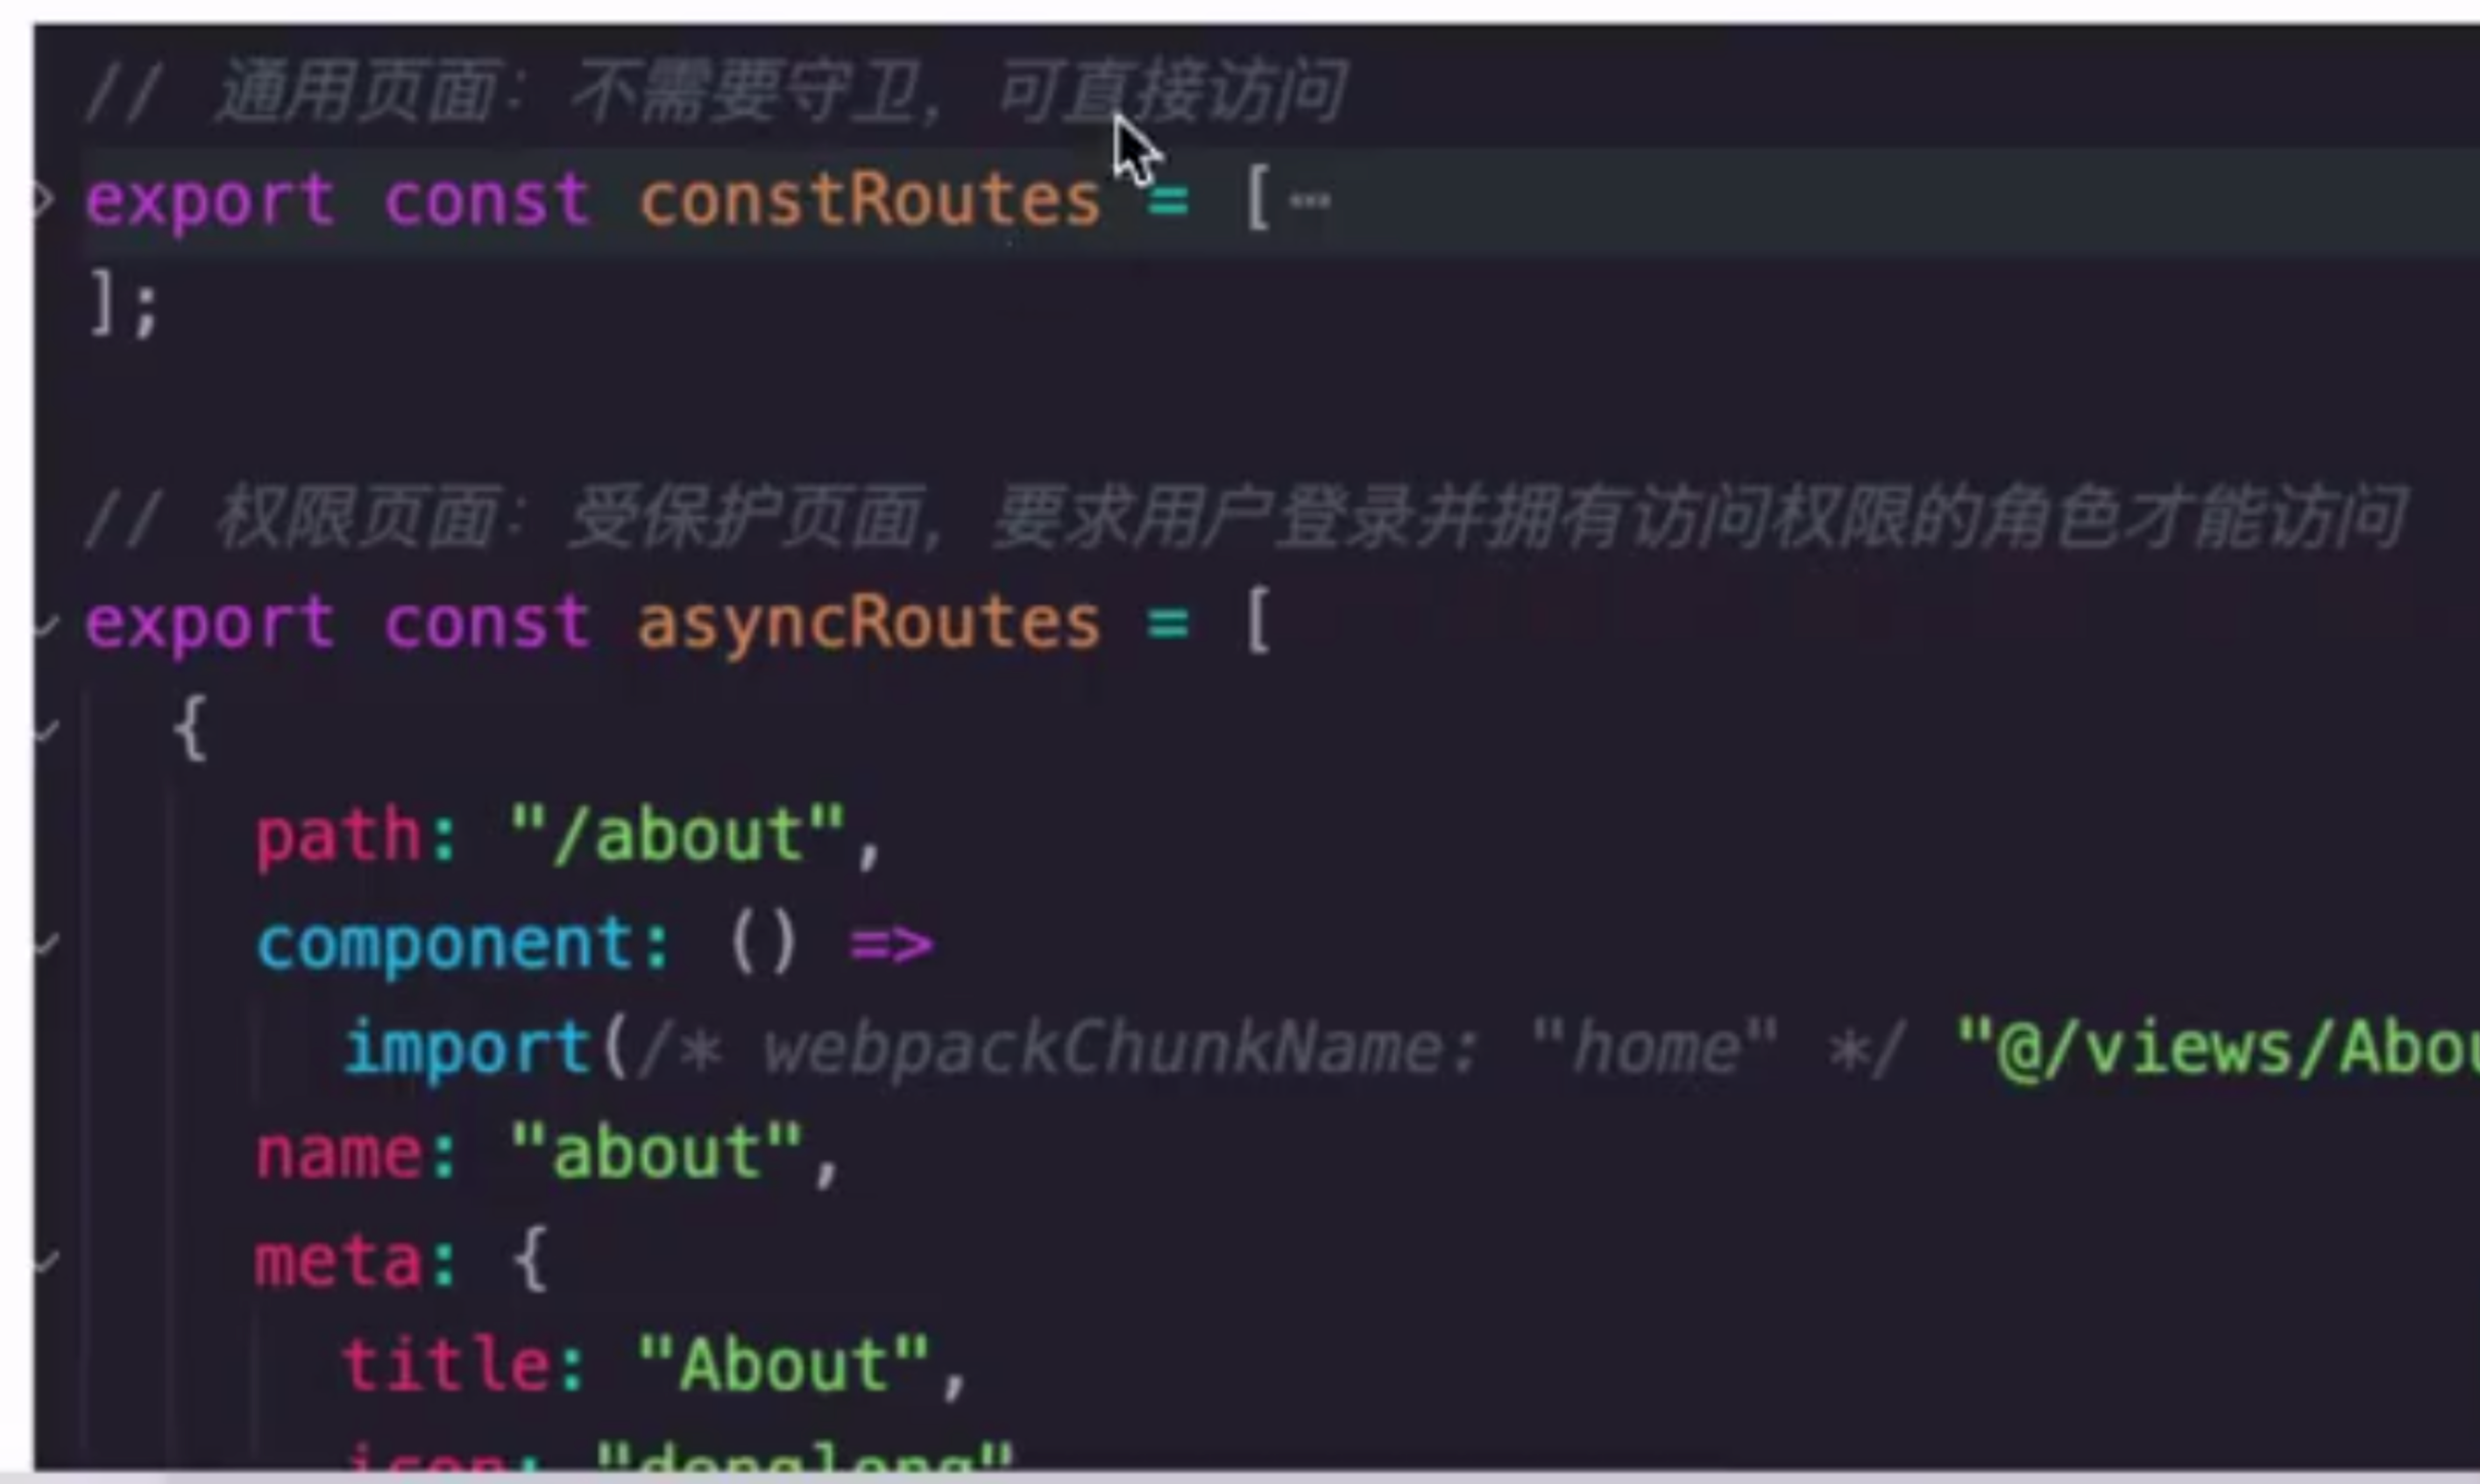 // 通用页面：不需要守卫，可直接访问
export const constRoutes = [⋯
];
// 权限页面：受保护页面，要求用户登录并拥有访问权限的角色才能访问
export const asyncRoutes = [
{
path: "/about",
component: () =>
import(/* webpackChunkName: "home" */ "@/views/Abou
name: "about",
meta: {
title: "About",
"denglong"